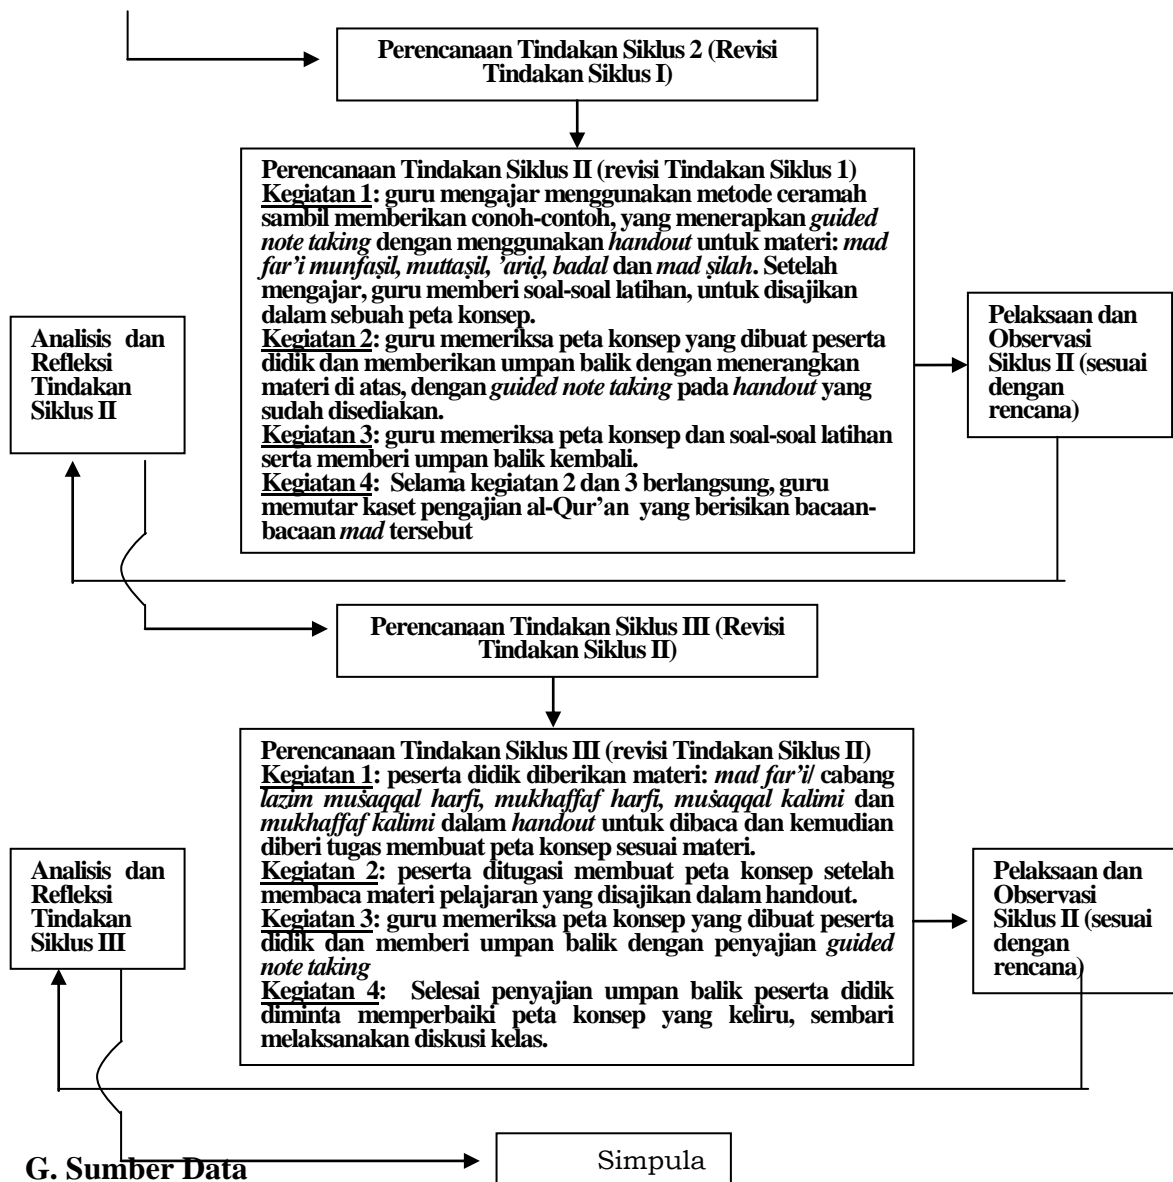 Perencanaan Tindakan Siklus 2 (Revisi
Tindakan Siklus I)
Perencanaan Tindakan Siklus II (revisi Tindakan Siklus 1)
Kegiatan 1: guru mengajar menggunakan metode ceramah
sambil memberikan conoh-contoh, yang menerapkan guided
note taking dengan menggunakan handout untuk materi: mad
far’i munfaṣil, muttaṣil, ’ariḍ, badal dan mad ṣilah. Setelah
mengajar, guru memberi soal-soal latihan, untuk disajikan
dalam sebuah peta konsep.
Kegiatan 2: guru memeriksa peta konsep yang dibuat peserta
didik dan memberikan umpan balik dengan menerangkan
materi di atas, dengan guided note taking pada handout yang
sudah disediakan.
Kegiatan 3: guru memeriksa peta konsep dan soal-soal latihan
serta memberi umpan balik kembali.
Kegiatan 4: Selama kegiatan 2 dan 3 berlangsung, guru
memutar kaset pengajian al-Qur’an yang berisikan bacaan-
bacaan mad tersebut
Pelaksaan dan
Observasi
Siklus II (sesuai
dengan
rencana)
Analisis dan
Refleksi
Tindakan
Siklus II
Perencanaan Tindakan Siklus III (Revisi
Tindakan Siklus II)
Perencanaan Tindakan Siklus III (revisi Tindakan Siklus II)
Kegiatan 1: peserta didik diberikan materi: mad far’i/ cabang
lazim muṡaqqal harfi, mukhaffaf harfi, muṡaqqal kalimi dan
mukhaffaf kalimi dalam handout untuk dibaca dan kemudian
diberi tugas membuat peta konsep sesuai materi.
Kegiatan 2: peserta ditugasi membuat peta konsep setelah
membaca materi pelajaran yang disajikan dalam handout.
Kegiatan 3: guru memeriksa peta konsep yang dibuat peserta
didik dan memberi umpan balik dengan penyajian guided
note taking
Kegiatan 4: Selesai penyajian umpan balik peserta didik
diminta memperbaiki peta konsep yang keliru, sembari
melaksanakan diskusi kelas.
Pelaksaan dan
Observasi
Siklus II (sesuai
dengan
rencana)
Analisis dan
Refleksi
Tindakan
Siklus III
Simpula
G. Sumber Data